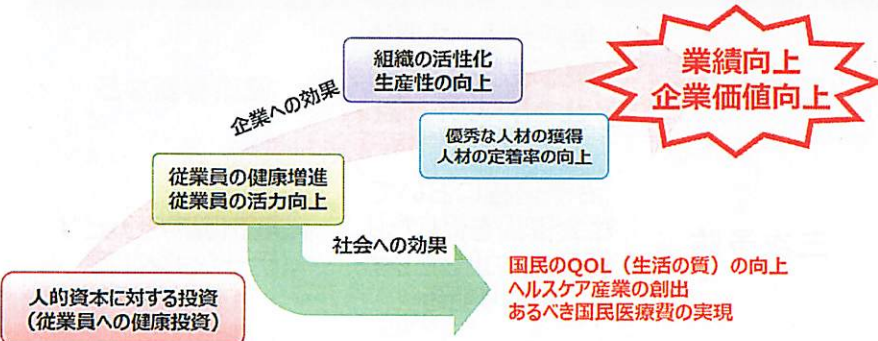 組織の活性化
生産性の向上
業績向上
企業価値向上
企業への効果
優秀な人材の獲得
人材の定着率の向上
従業員の健康増進
従業員の活力向上
社会への効果
国民のQOL(生活の質)の向上
ヘルスケア産業の創出
あるべき国民医療費の実現
人的資本に対する投資
(従業員への健康投資)